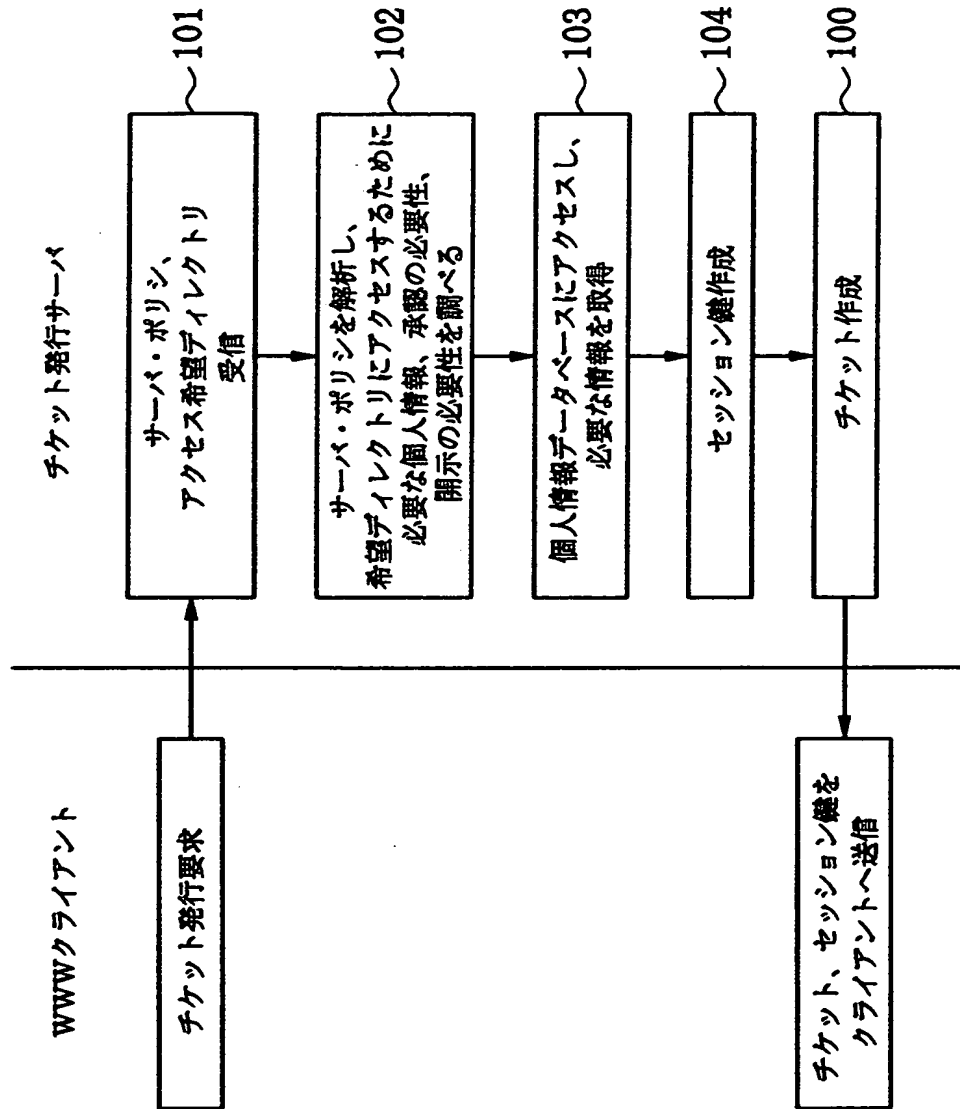 WWWクライアント
チケット発行サーバ
チケット発行要求
サーバ・ポリシ、
アクセス希望ディレクトリ
受信
101
サーバ・ポリシを解析し、
希望ディレクトリにアクセスするために
必要な個人情報、承認の必要性、
開示の必要性を調べる
102
個人情報データベースにアクセスし、
必要な情報を取得
103
セッション鍵作成
104
チケット作成
100
チケット、セッション鍵を
クライアントへ送信